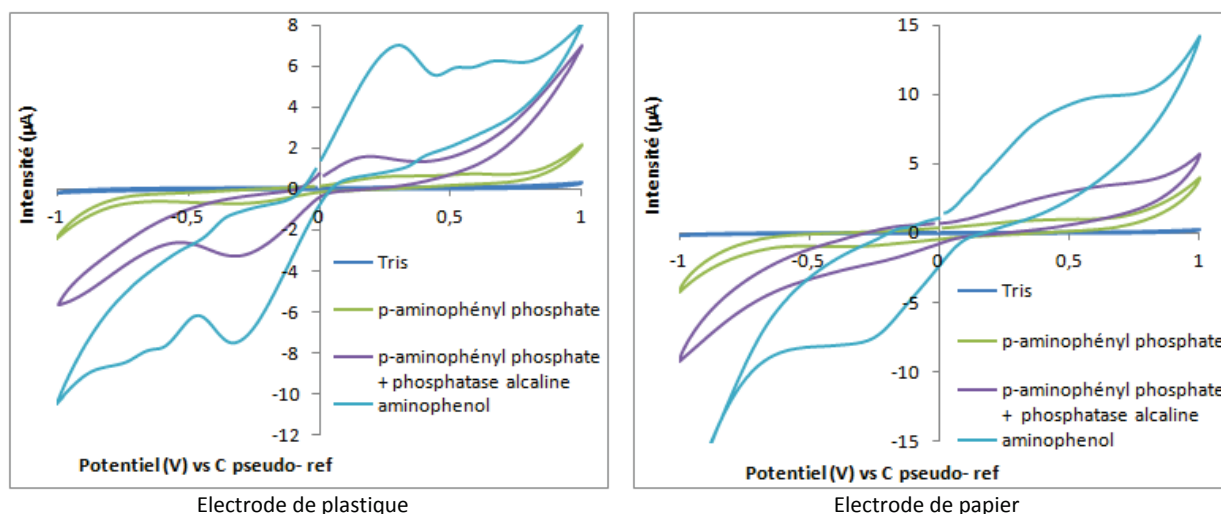 Intensité (µA)
8
6
4
2
0
-2
-4
-6
-8
-10
-12
-1
-0,5
0
0,5
1
Tris
p-aminophényl phosphate
p-aminophényl phosphate
+ phosphatase alcaline
aminophenol
Potentiel (V) vs C pseudo- ref
Electrode de plastique
Intensité (µA)
15
10
5
0
-5
-10
-15
-1
-0,5
0
0,5
1
Tris
p-aminophényl phosphate
p-aminophényl phosphate
+ phosphatase alcaline
aminophenol
Potentiel (V) vs C pseudo- ref
Electrode de papier